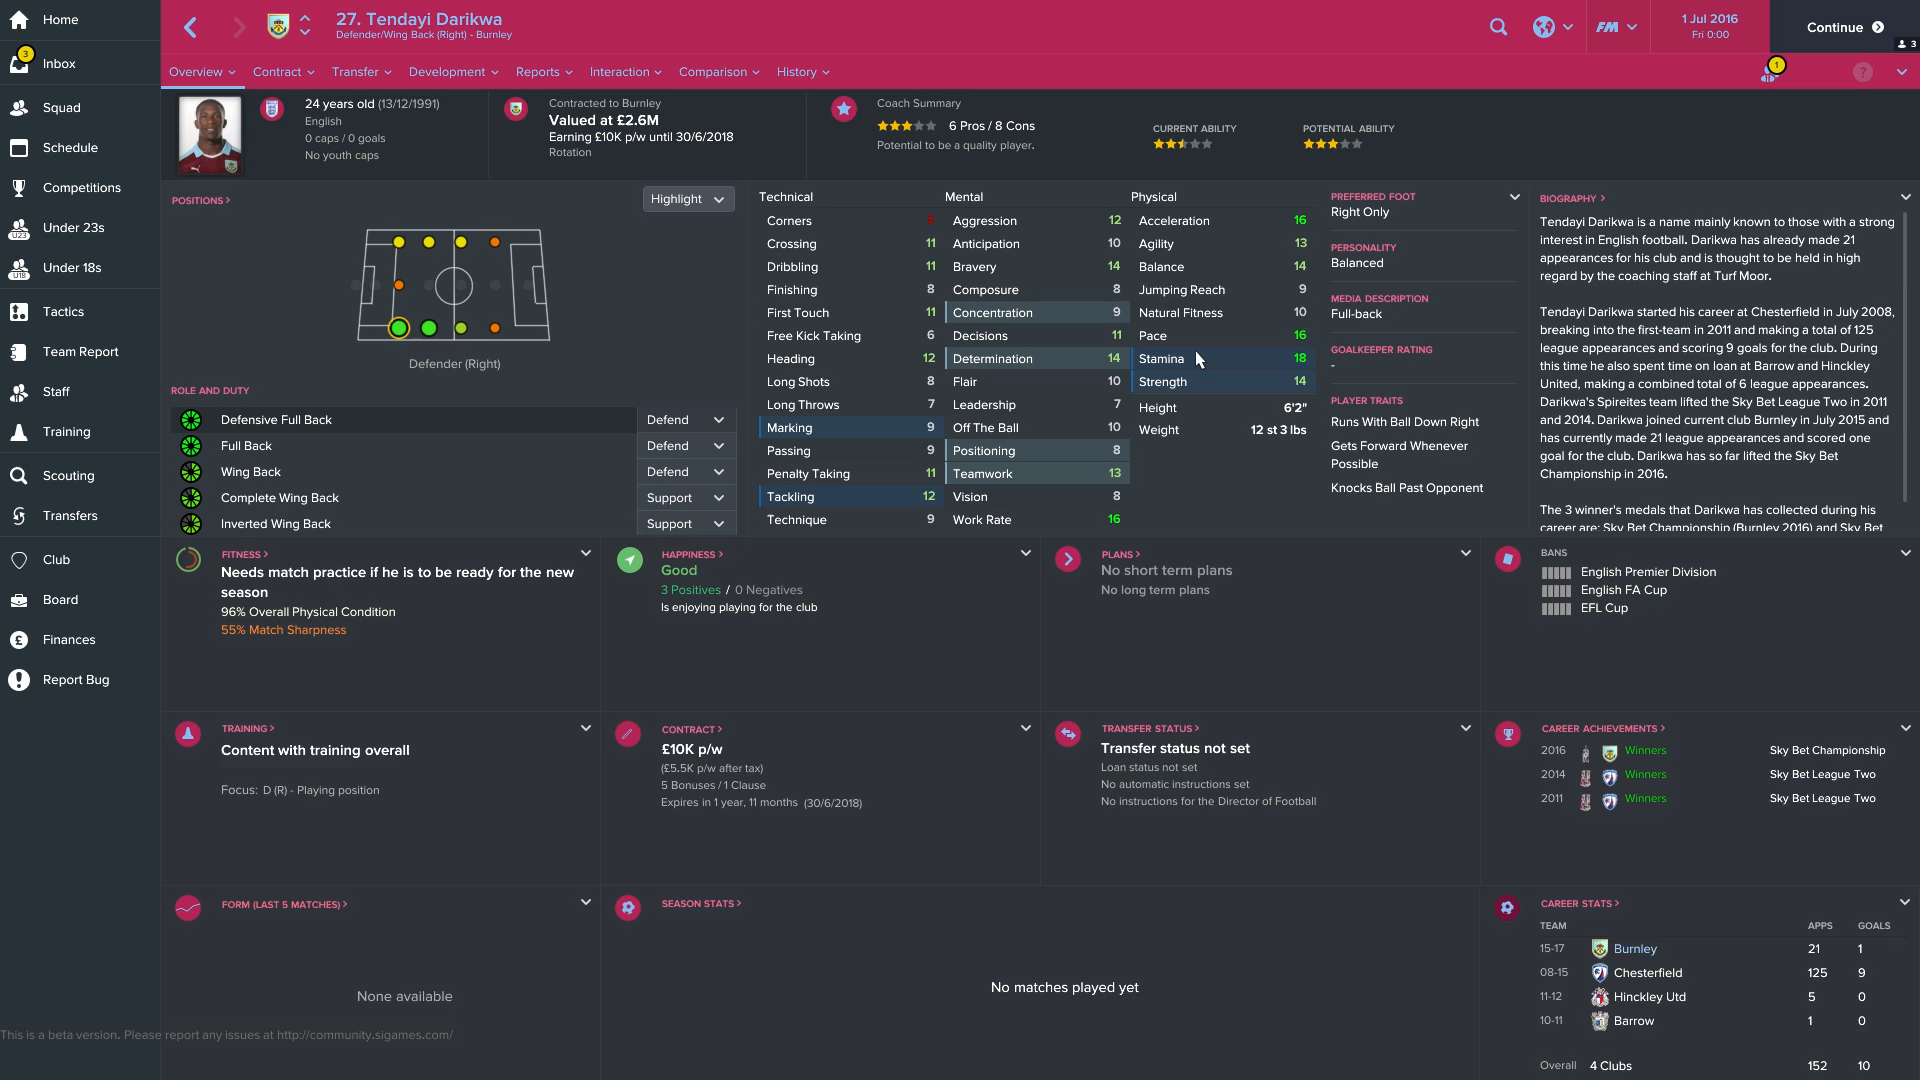 Home
3
Inbox
Squad
Schedule
Competitions
U23
Under 23s
U18
Under 18s
Tactics
Team Report
Staff
Training
Scouting
Transfers
Club
Board
Finances
Report Bug
27. Tendayi Darikwa
Defender/Wing Back (Right) - Burnley
FM
1 Jul 2016
Fri 0:00
Continue
3
Overview
Contract
Transfer
Development
Reports
Interaction
Comparison
History
1
?
24 years old (13/12/1991)
English
0 caps / 0 goals
No youth caps
Contracted to Burnley
Valued at £2.6M
Earning £10K p/w until 30/6/2018
Rotation
Coach Summary
6 Pros / 8 Cons
Potential to be a quality player.
CURRENT ABILITY
POTENTIAL ABILITY
POSITIONS >
Highlight
Defender (Right)
ROLE AND DUTY
Defensive Full Back Defend
Full Back Defend
Wing Back Defend
Complete Wing Back Support
Inverted Wing Back Support
Technical
Corners
Crossing 11
Dribbling 11
Finishing 8
First Touch 11
Free Kick Taking 6
Heading 12
Long Shots 8
Long Throws 7
Marking 9
Passing 9
Penalty Taking 11
Tackling 12
Technique 9
Mental
Aggression 12
Anticipation 10
Bravery 14
Composure 8
Concentration 9
Decisions 11
Determination 14
Flair 10
Leadership 7
Off The Ball 10
Positioning 8
Teamwork 13
Vision 8
Work Rate 16
Physical
Acceleration 16
Agility 13
Balance 14
Jumping Reach 9
Natural Fitness 10
Pace 16
Stamina 18
Strength 14
Height 6'2"
Weight 12 st 3 lbs
PREFERRED FOOT
Right Only
PERSONALITY
Balanced
MEDIA DESCRIPTION
Full-back
GOALKEEPER RATING
-
PLAYER TRAITS
Runs With Ball Down Right
Gets Forward Whenever
Possible
Knocks Ball Past Opponent
BIOGRAPHY >
Tendayi Darikwa is a name mainly known to those with a strong
interest in English football. Darikwa has already made 21
appearances for his club and is thought to be held in high
regard by the coaching staff at Turf Moor.
Tendayi Darikwa started his career at Chesterfield in July 2008,
breaking into the first-team in 2011 and making a total of 125
league appearances and scoring 9 goals for the club. During
this time he also spent time on loan at Barrow and Hinckley
United, making a combined total of 6 league appearances.
Darikwa's Spireites team lifted the Sky Bet League Two in 2011
and 2014. Darikwa joined current club Burnley in July 2015 and
has currently made 21 league appearances and scored one
goal for the club. Darikwa has so far lifted the Sky Bet
Championship in 2016.
The 3 winner's medals that Darikwa has collected during his
career are: Sky Bet Championship (Burnley 2016) and Sky Bet
FITNESS >
Needs match practice if he is to be ready for the new
season
96% Overall Physical Condition
55% Match Sharpness
HAPPINESS >
Good
3 Positives / 0 Negatives
Is enjoying playing for the club
PLANS >
No short term plans
No long term plans
BANS
English Premier Division
English FA Cup
EFL Cup
TRAINING >
Content with training overall
Focus: D (R) - Playing position
CONTRACT >
£10K p/w
(£5.5K p/w after tax)
5 Bonuses / 1 Clause
Expires in 1 year, 11 months (30/6/2018)
TRANSFER STATUS >
Transfer status not set
Loan status not set
No automatic instructions set
No instructions for the Director of Football
CAREER ACHIEVEMENTS >
2016 Winners Sky Bet Championship
2014 Winners Sky Bet League Two
2011 Winners Sky Bet League Two
FORM (LAST 5 MATCHES) >
None available
SEASON STATS >
No matches played yet
CAREER STATS >
TEAM APPS GOALS
15-17 Burnley 21 1
08-15 Chesterfield 125 9
11-12 Hinckley Utd 5 0
10-11 Barrow 1 0
Overall 4 Clubs 152 10
This is a beta version. Please report any issues at http://community.sigames.com/